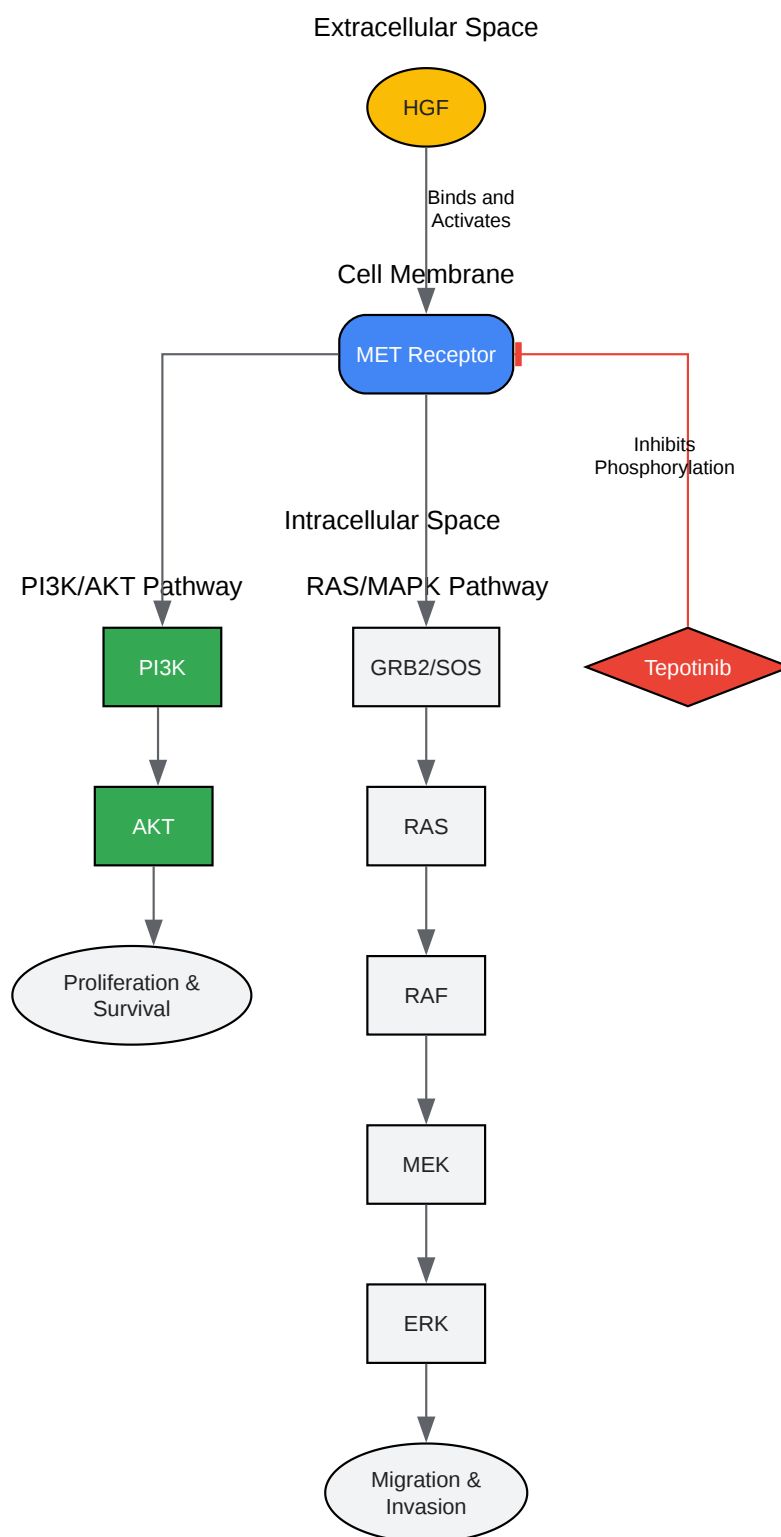 Extracellular Space
HGF
Binds and
Activates
Cell Membrane
MET Receptor
Inhibits
Phosphorylation
Intracellular Space
PI3K/AKT Pathway
RAS/MAPK Pathway
PI3K
GRB2/SOS
Tepotinib
AKT
RAS
Proliferation &
Survival
RAF
MEK
ERK
Migration &
Invasion